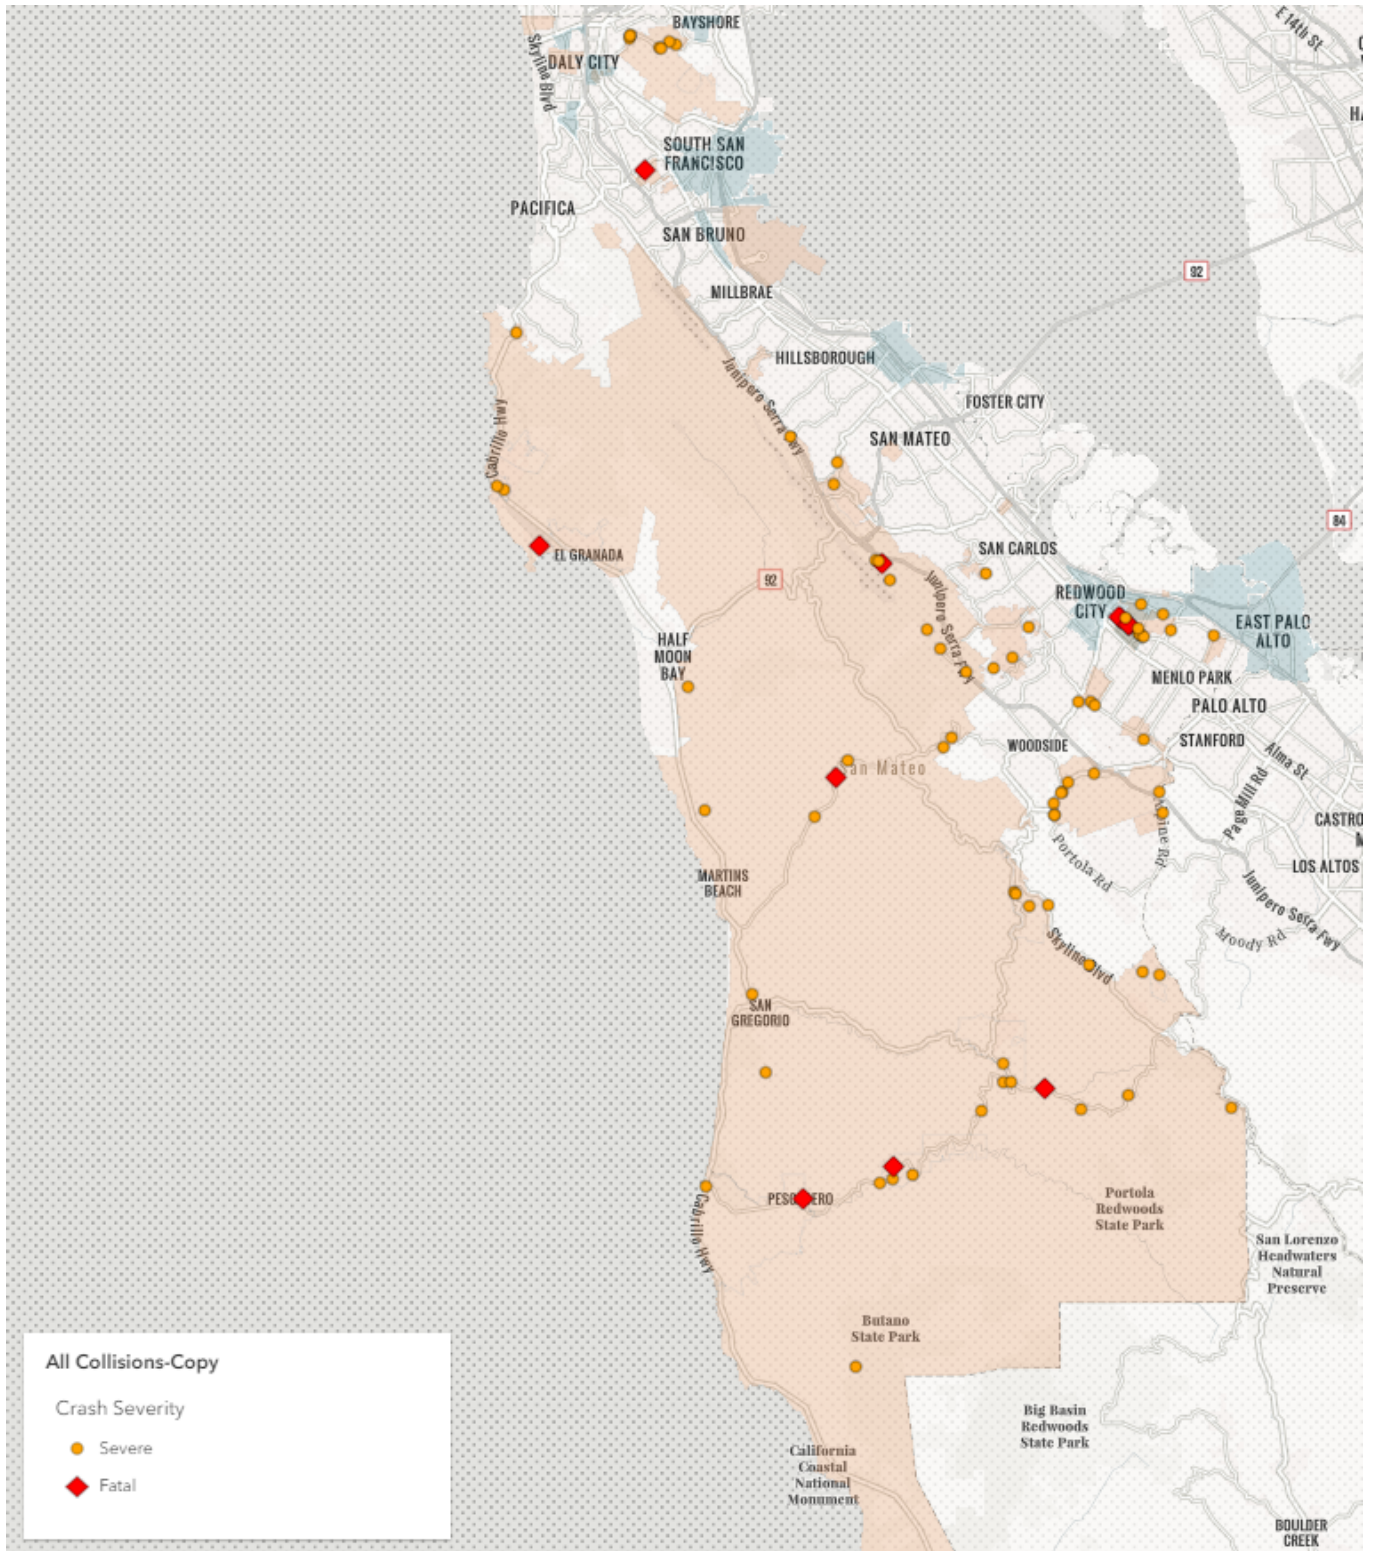 BAYSHORE
E 14th St
Skyline Blvd
DALY CITY
SOUTH SAN
FRANCISCO
PACIFICA
SAN BRUNO
92
MILLBRAE
Junipero Serra Fwy
HILLSBOROUGH
Cabrillo Hwy
FOSTER CITY
SAN MATEO
84
SAN CARLOS
EL GRANADA
92
Junipero Serra Fwy
REDWOOD
CITY
EAST PALO
ALTO
HALF
MOON
BAY
MENLO PARK
PALO ALTO
WOODSIDE
STANFORD
Alma St
San Mateo
Page Mill Rd
Alpine Rd
CASTRO
Portola Rd
LOS ALTOS
MARTINS
BEACH
Junipero Serra Fwy
Moody Rd
Skyline Blvd
SAN
GREGORIO
PESCADERO
Cabrillo Hwy
Portola
Redwoods
State Park
San Lorenzo
Headwaters
Natural
Preserve
Butano
State Park
All Collisions-Copy
Crash Severity
Severe
Fatal
Big Basin
Redwoods
State Park
California
Coastal
National
Monument
BOULDER
CREEK